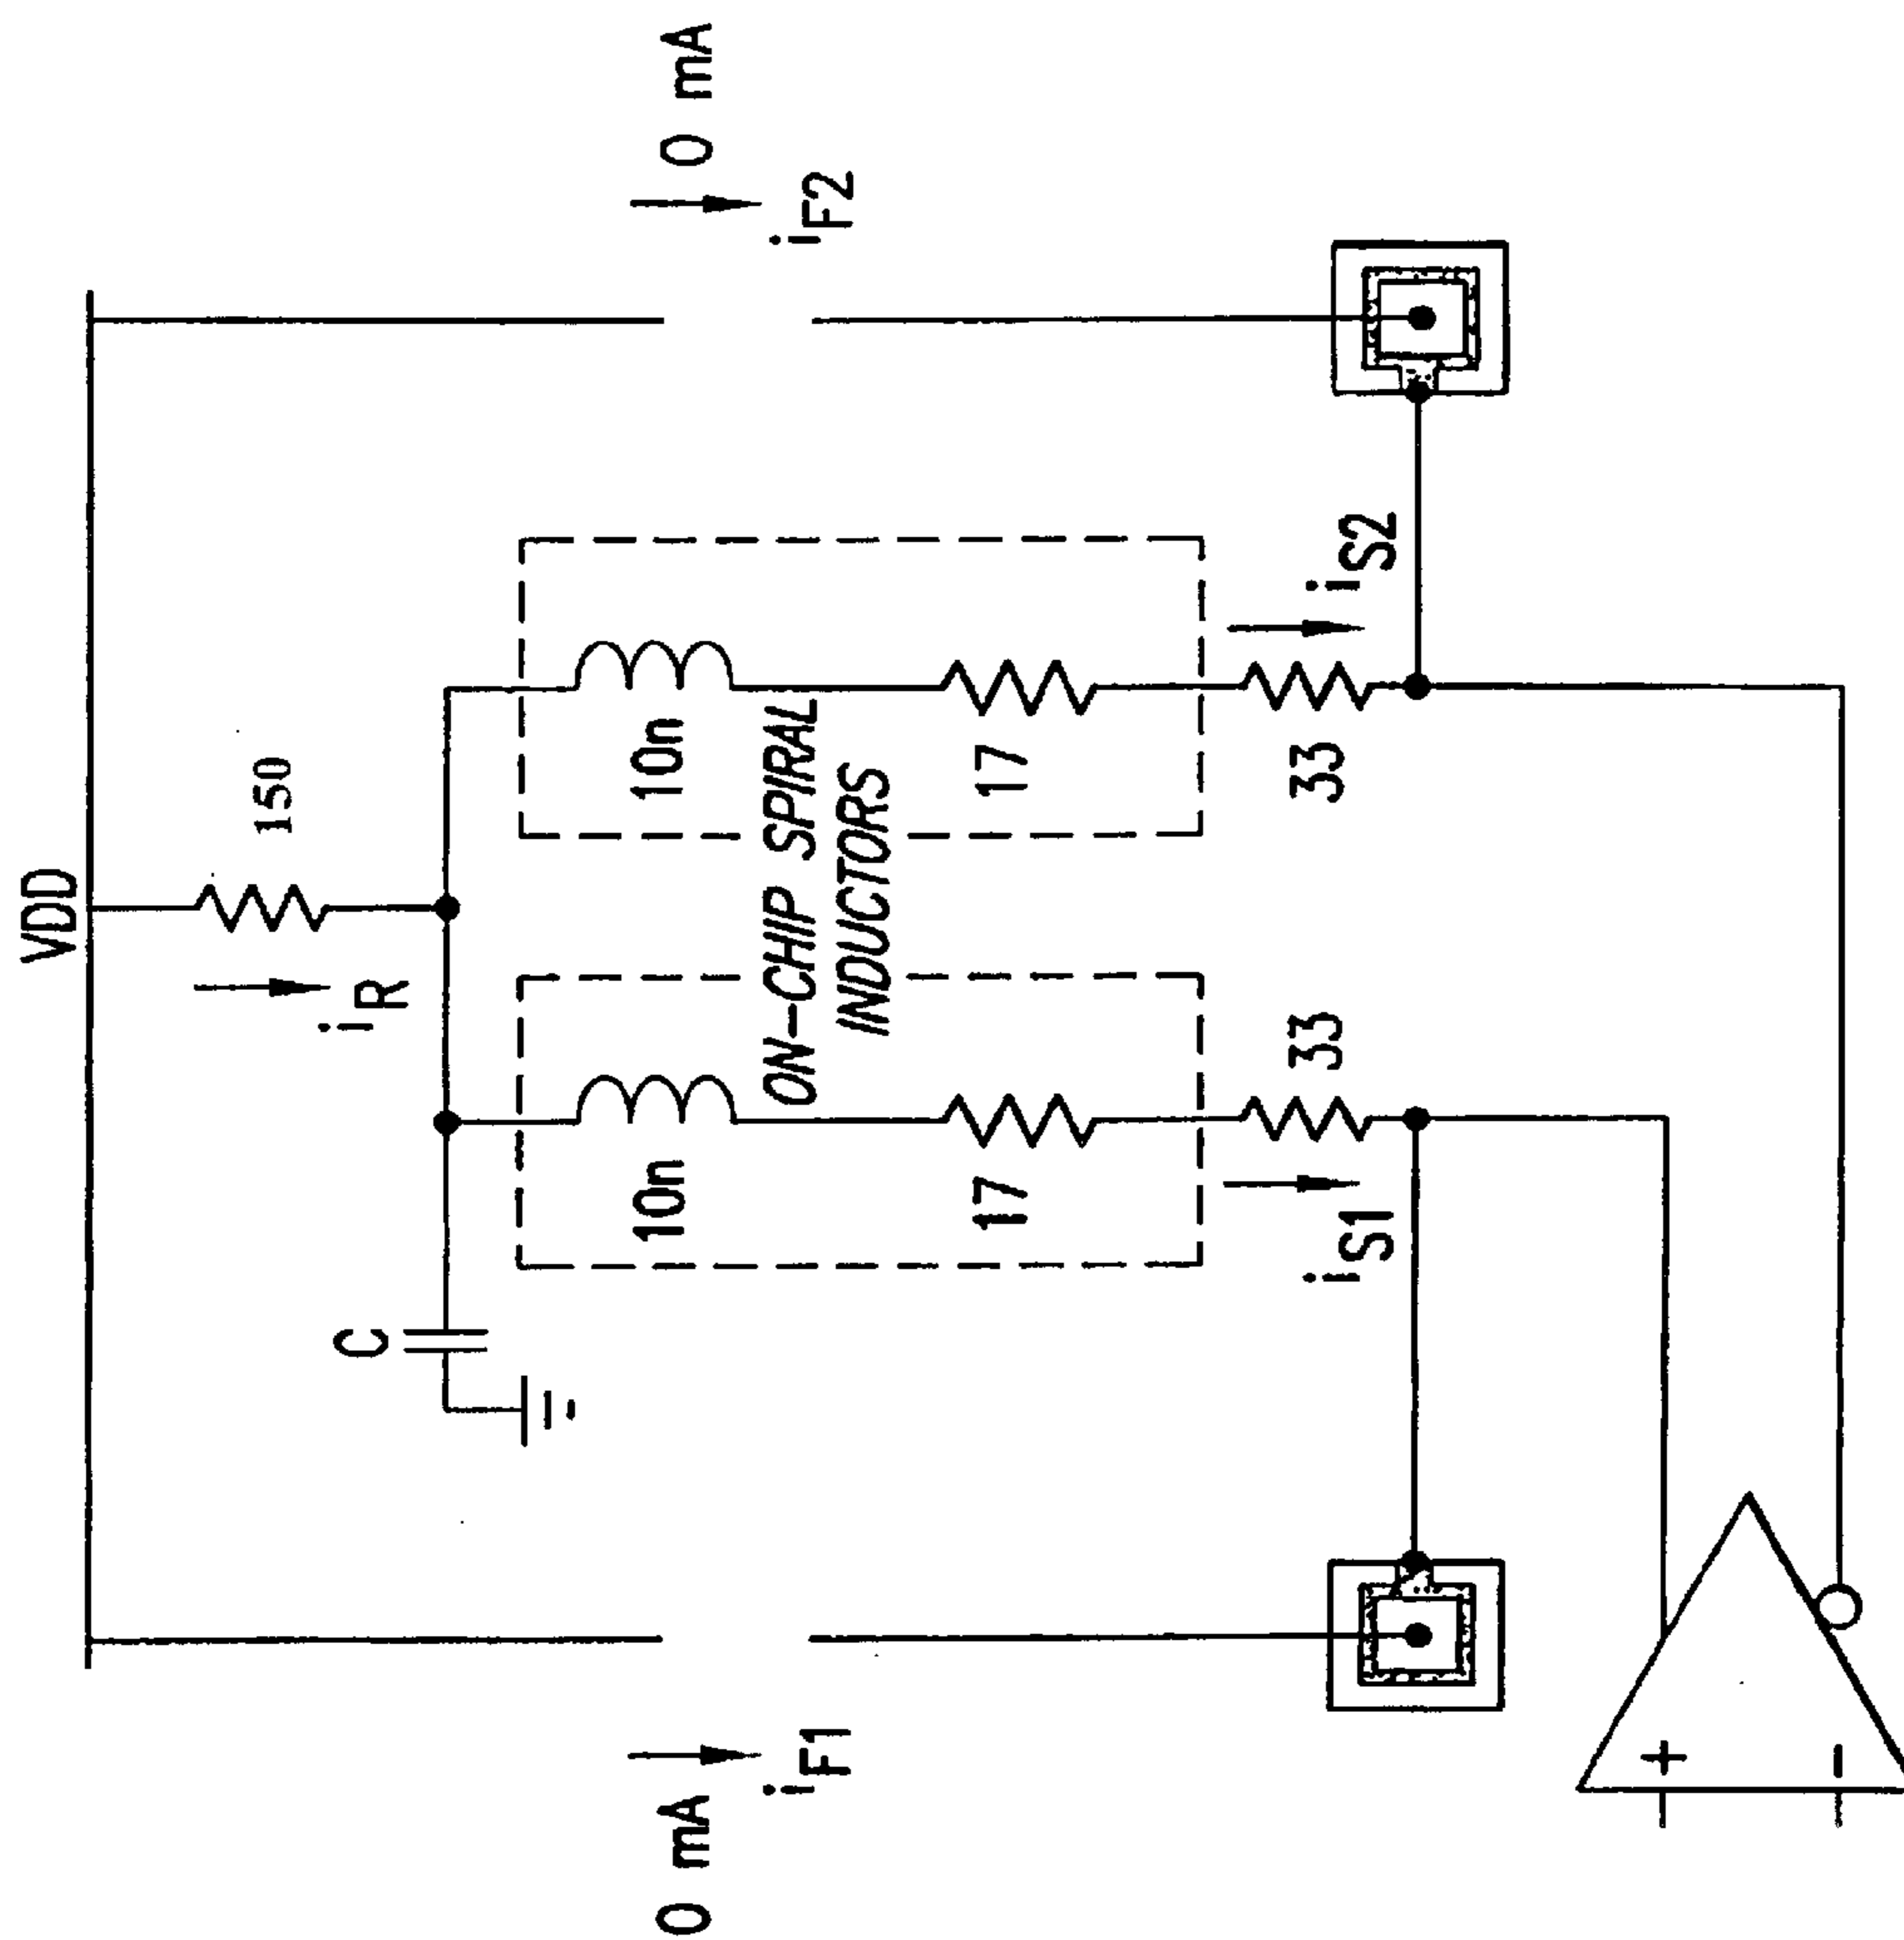 VDD
150
iR
C
0 mA
iF1
0 mA
iF2
10n
10n
ON-CHIP SPIRAL
INDUCTORS
17
17
33
33
iS1
iS2
+
-